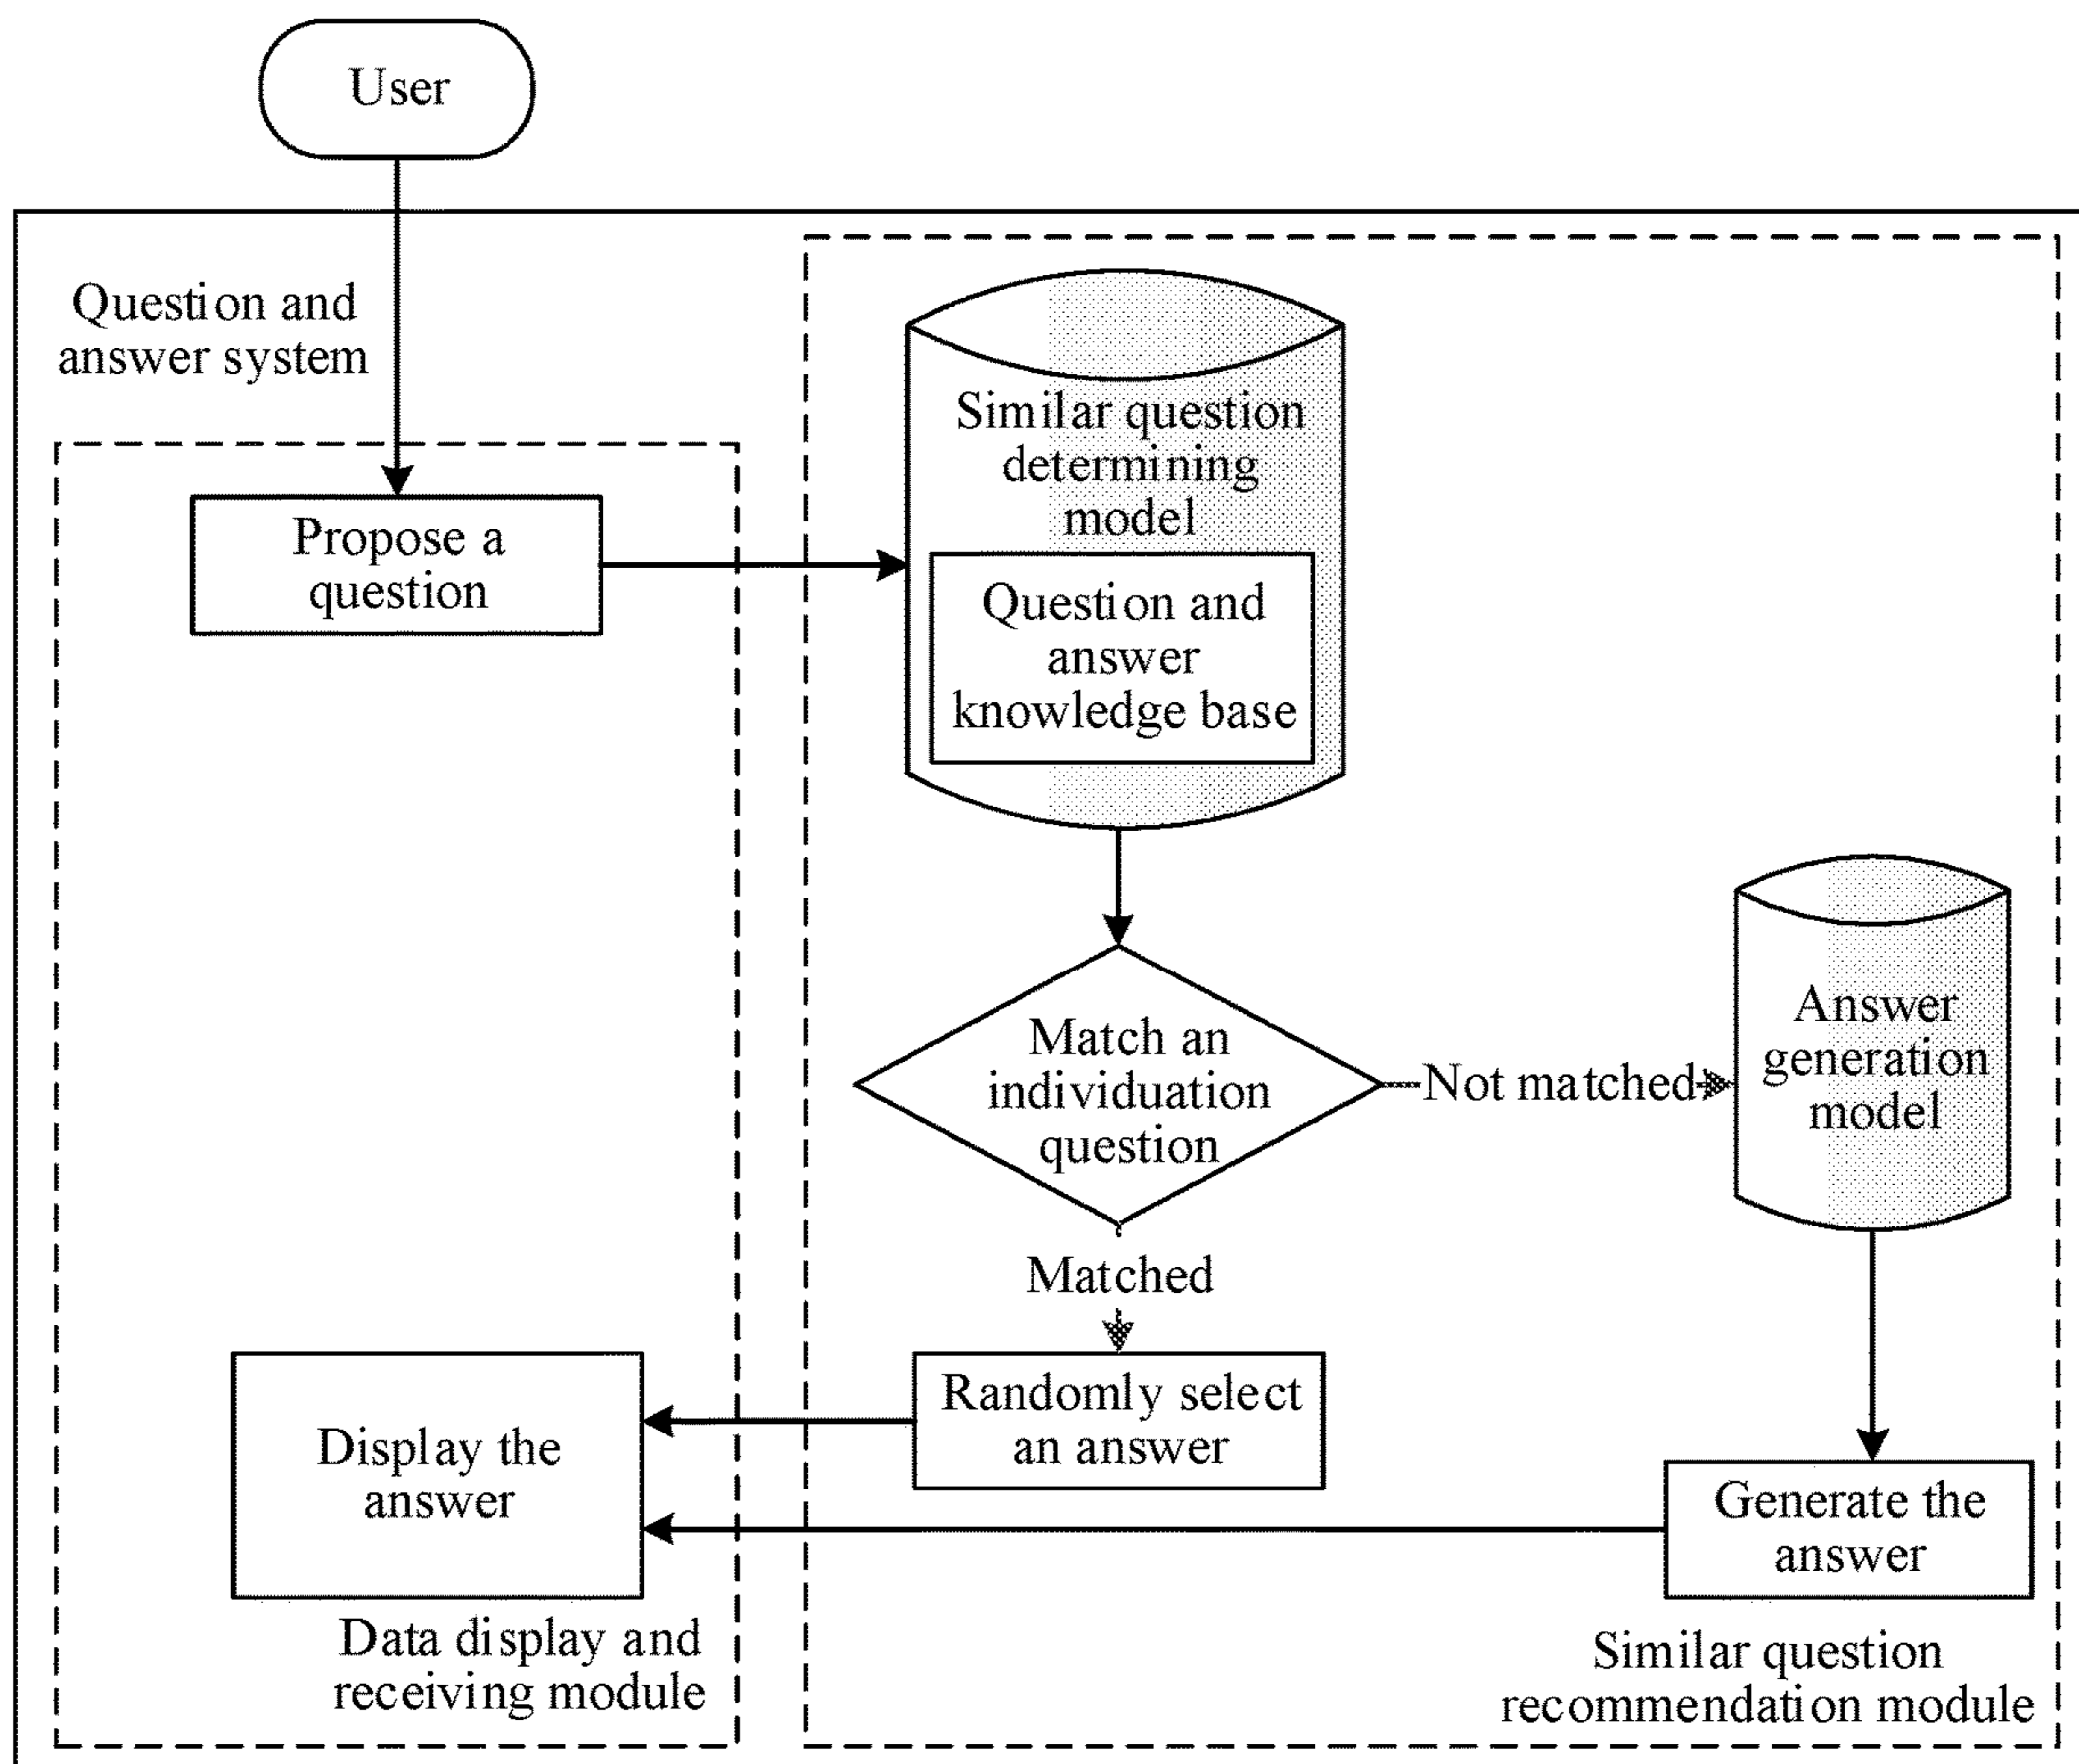 User
Question and
answer system
Propose a
question
Similar question
determining
model
Question and
answer
knowledge base
Match an
individuation
question
Not matched
Answer
generation
model
Matched
Randomly select
an answer
Display the
answer
Generate the
answer
Data display and
receiving module
Similar question
recommendation module